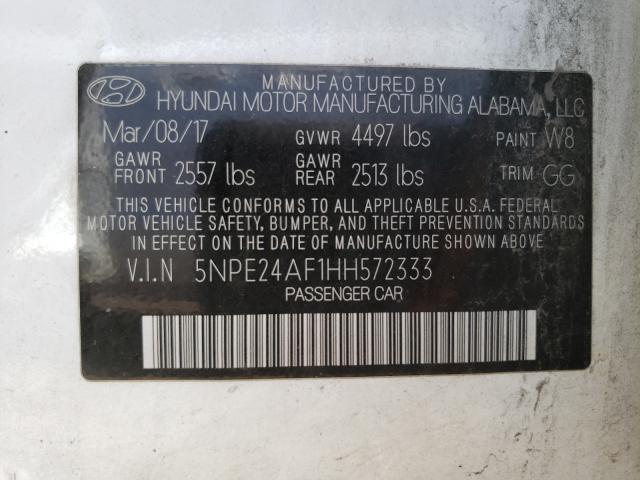 MANUFACTURED BY
HYUNDAI MOTOR MANUFACTURING ALABAMA, LLC
Mar/08/17 GVWR 4497 lbs PAINT W8
GAWR FRONT 2557 lbs GAWR REAR 2513 lbs TRIM GG
THIS VEHICLE CONFORMS TO ALL APPLICABLE U.S.A. FEDERAL
MOTOR VEHICLE SAFETY, BUMPER, AND THEFT PREVENTION STANDARDS
IN EFFECT ON THE DATE OF MANUFACTURE SHOWN ABOVE.
V.I.N 5NPE24AF1HH572333
PASSENGER CAR